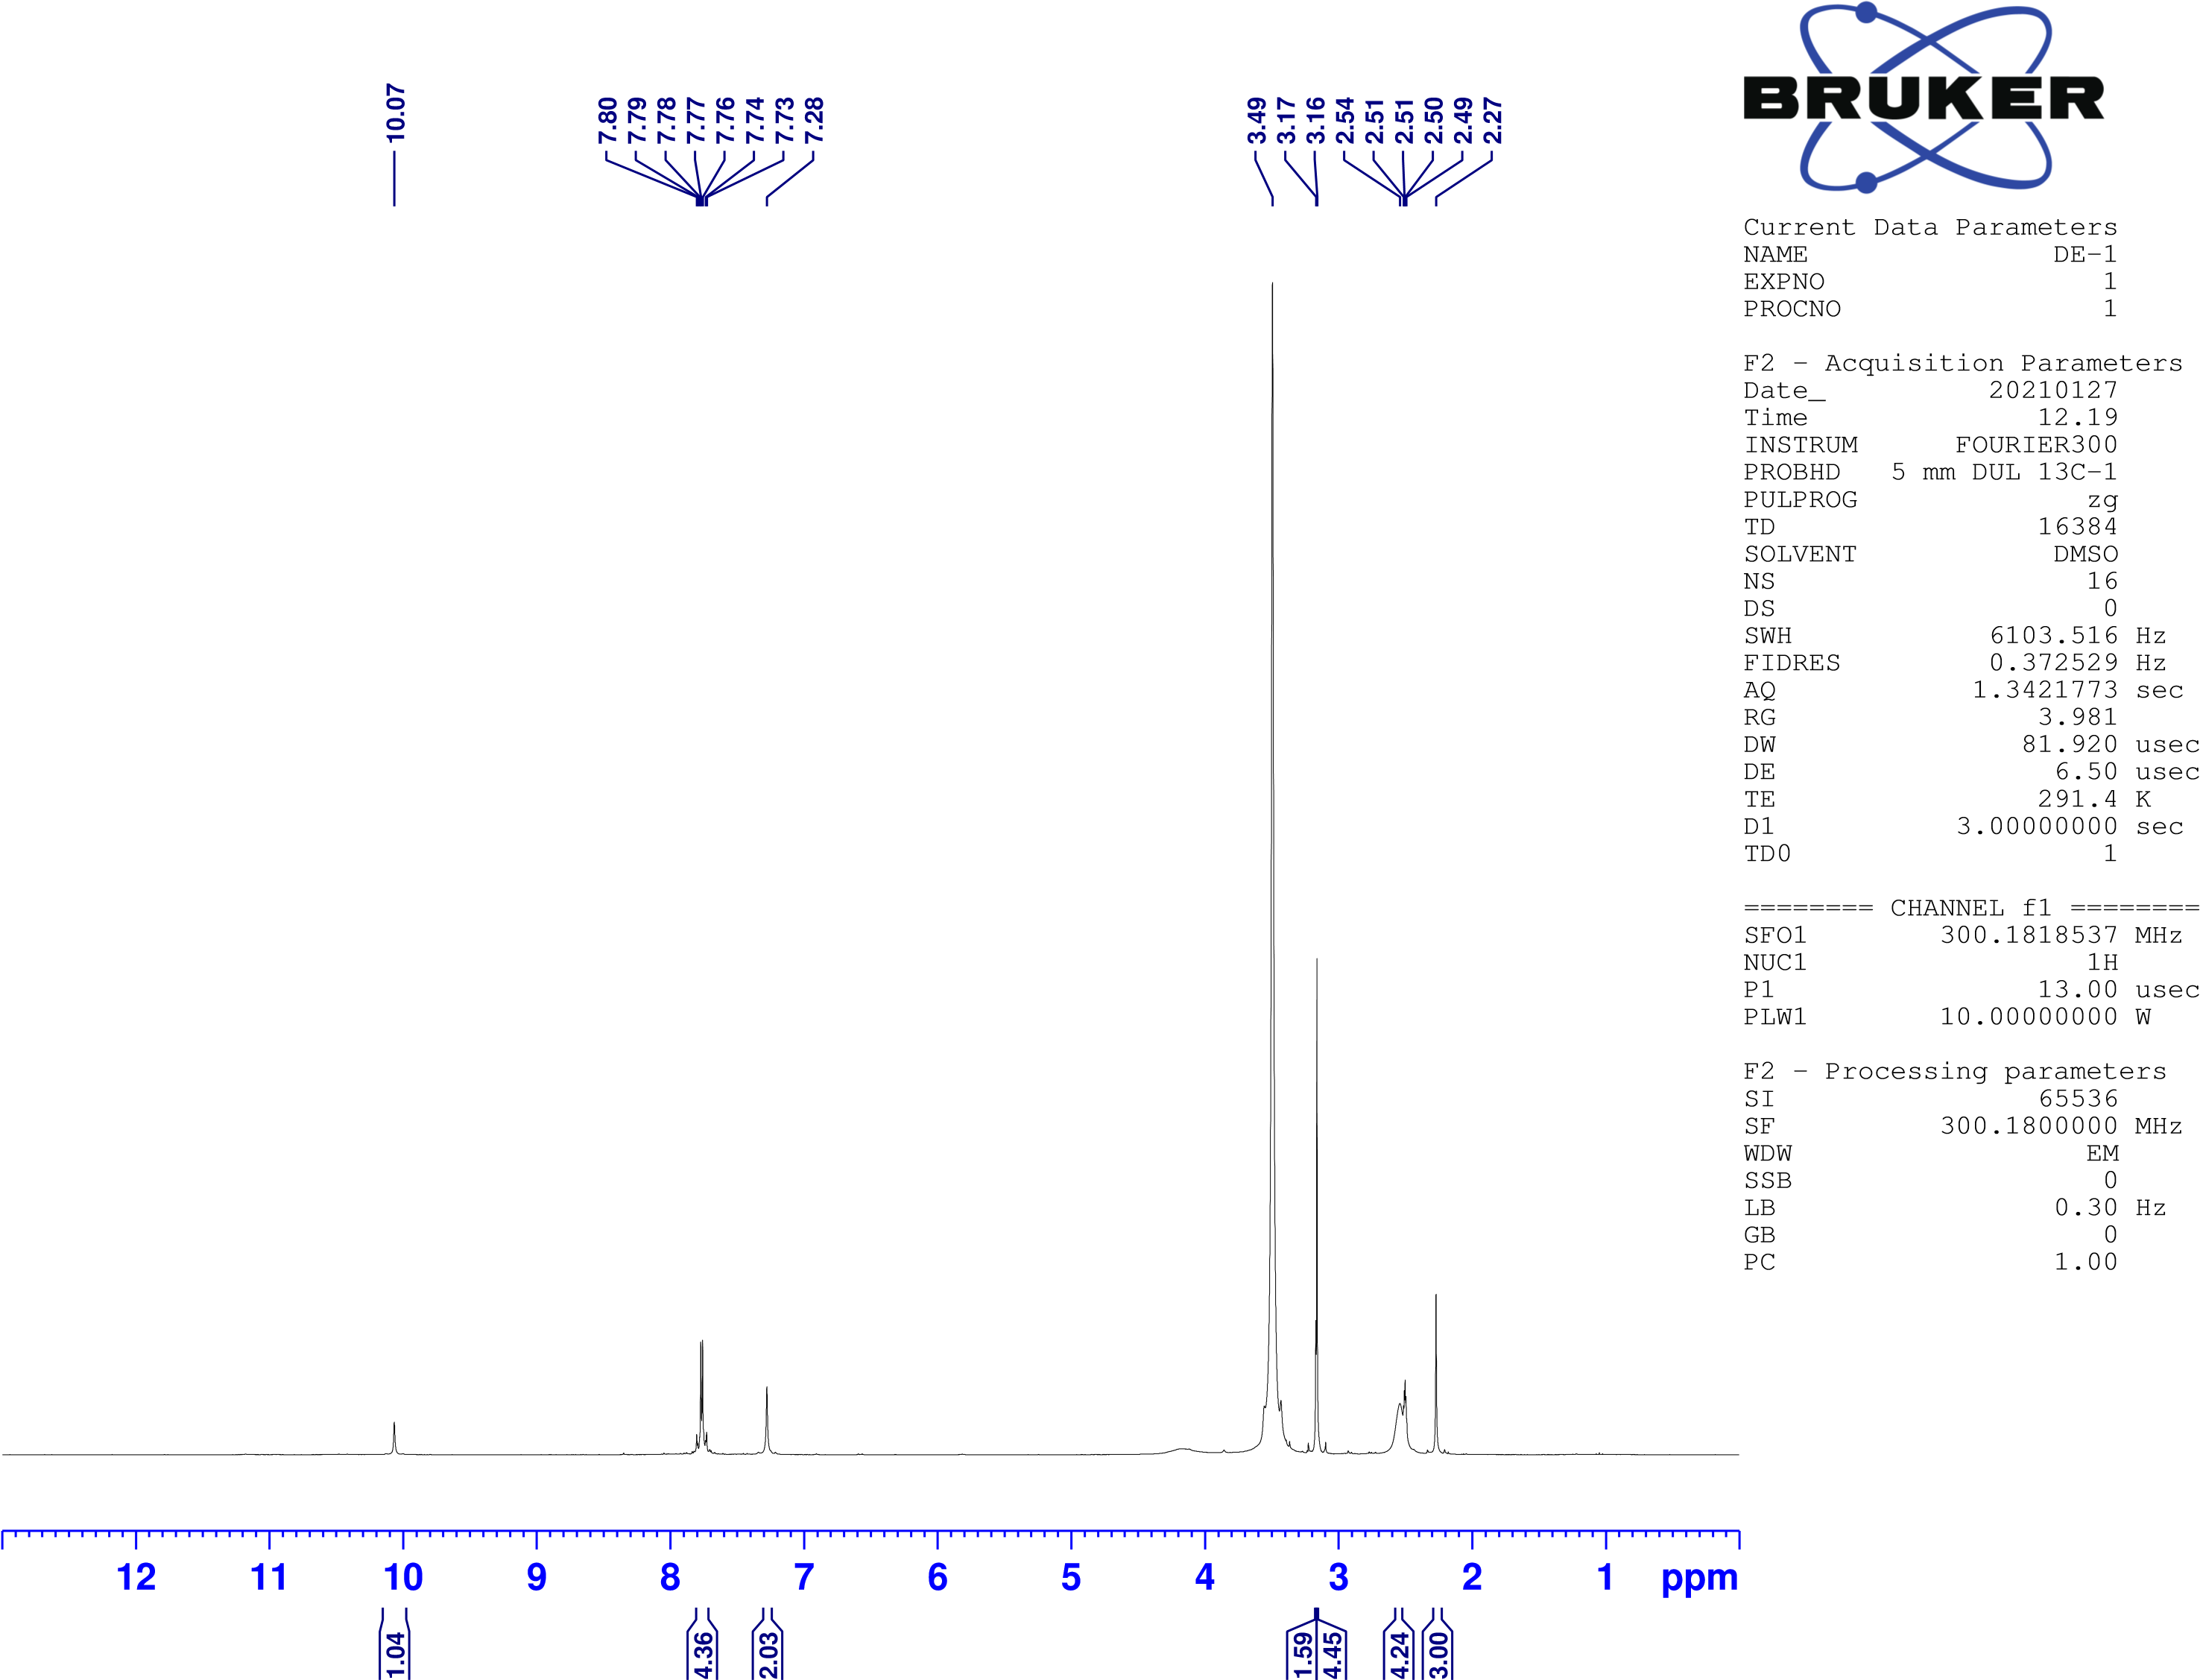 10.07
7.80
7.79
7.78
7.77
7.76
7.74
7.73
7.28
3.49
3.17
3.16
2.54
2.51
2.51
2.50
2.49
2.27
BRUKER
Current Data Parameters
NAME DE-1
EXPNO 1
PROCNO 1
F2 - Acquisition Parameters
Date_ 20210127
Time 12.19
INSTRUM FOURIER300
PROBHD 5 mm DUL 13C-1
PULPROG zg
TD 16384
SOLVENT DMSO
NS 16
DS 0
SWH 6103.516 Hz
FIDRES 0.372529 Hz
AQ 1.3421773 sec
RG 3.981
DW 81.920 usec
DE 6.50 usec
TE 291.4 K
D1 3.00000000 sec
TD0 1
======== CHANNEL f1 ========
SFO1 300.1818537 MHz
NUC1 1H
P1 13.00 usec
PLW1 10.00000000 W
F2 - Processing parameters
SI 65536
SF 300.1800000 MHz
WDW EM
SSB 0
LB 0.30 Hz
GB 0
PC 1.00
12 11 10 9 8 7 6 5 4 3 2 1 ppm
1.04
4.36
2.03
1.59
4.45
4.24
3.00